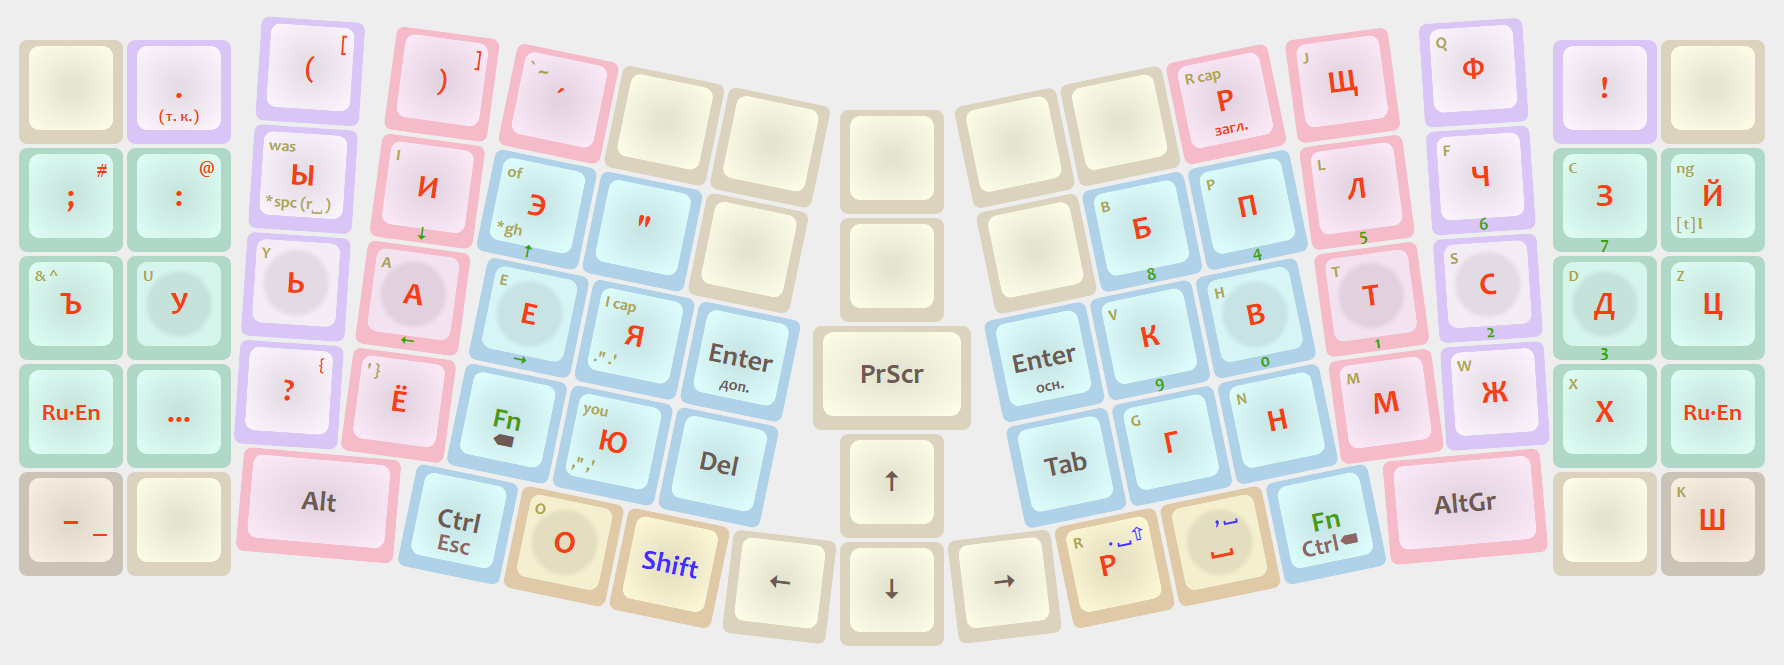 .
(т. к.)
(
[
)
]
`~
´
R cap
Р
загл.
J
Щ
Q
Ф
!
;
#
:
@
was
Ы
*spc (r⎵)
I
И
↓
of
Э
*gh
↑
"
B
Б
8
P
П
4
L
Л
5
F
Ч
6
C
З
7
ng
Й
[t]l
& ^
Ъ
U
У
Y
Ь
A
А
←
E
Е
→
I cap
Я
." .'
Enter
доп.
PrScr
Enter
осн.
V
К
9
H
В
0
T
Т
1
S
С
2
D
Д
3
Z
Ц
Ru·En
...
?
{
' }
Ё
Fn
you
Ю
," ,'
Del
Tab
G
Г
N
Н
M
М
W
Ж
X
Х
Ru·En
–
_
Alt
Ctrl
Esc
O
О
Shift
←
↑
↓
→
R
.⎵⇧
Р
,⎵
⎵
Fn
Ctrl
AltGr
K
Ш